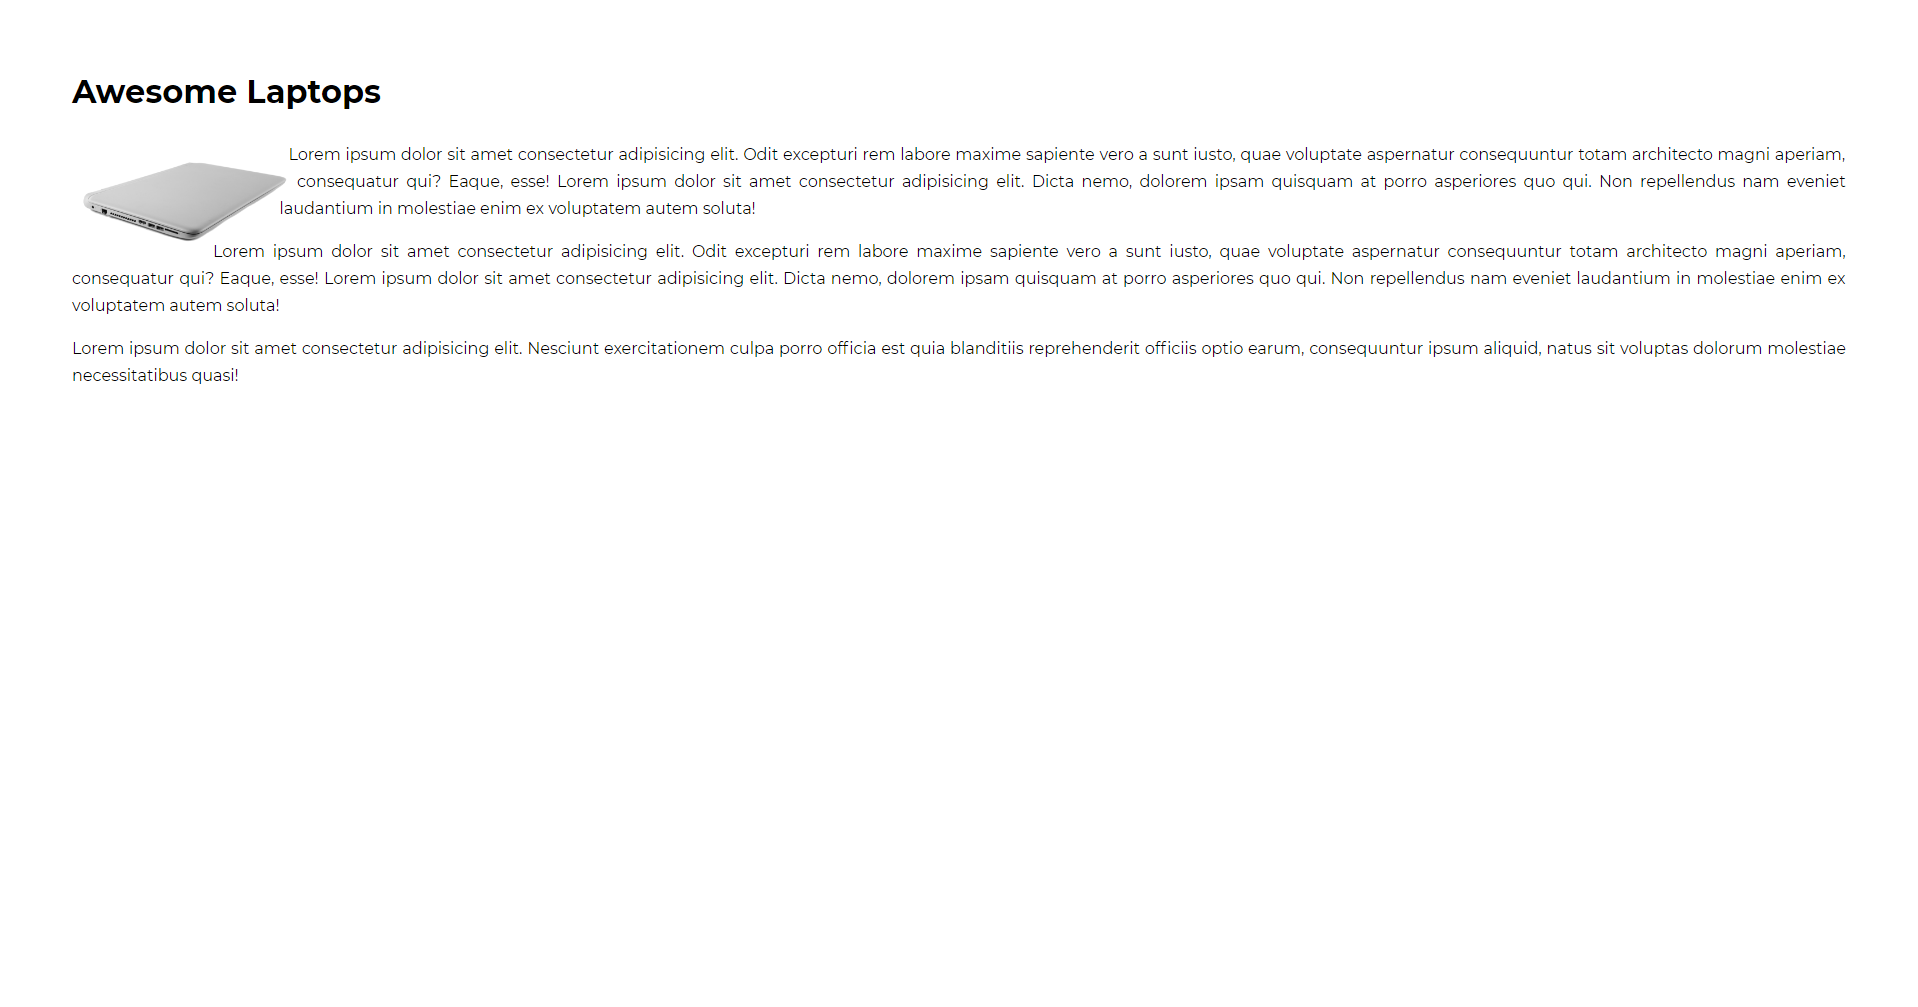 Awesome Laptops
Lorem ipsum dolor sit amet consectetur adipisicing elit. Odit excepturi rem labore maxime sapiente vero a sunt iusto, quae voluptate aspernatur consequuntur totam architecto magni aperiam,
consequatur qui? Eaque, esse! Lorem ipsum dolor sit amet consectetur adipisicing elit. Dicta nemo, dolorem ipsam quisquam at porro asperiores quo qui. Non repellendus nam eveniet
laudantium in molestiae enim ex voluptatem autem soluta!
Lorem ipsum dolor sit amet consectetur adipisicing elit. Odit excepturi rem labore maxime sapiente vero a sunt iusto, quae voluptate aspernatur consequuntur totam architecto magni aperiam,
consequatur qui? Eaque, esse! Lorem ipsum dolor sit amet consectetur adipisicing elit. Dicta nemo, dolorem ipsam quisquam at porro asperiores quo qui. Non repellendus nam eveniet laudantium in molestiae enim ex
voluptatem autem soluta!
Lorem ipsum dolor sit amet consectetur adipisicing elit. Nesciunt exercitationem culpa porro officia est quia blanditiis reprehenderit officiis optio earum, consequuntur ipsum aliquid, natus sit voluptas dolorum molestiae
necessitatibus quasi!